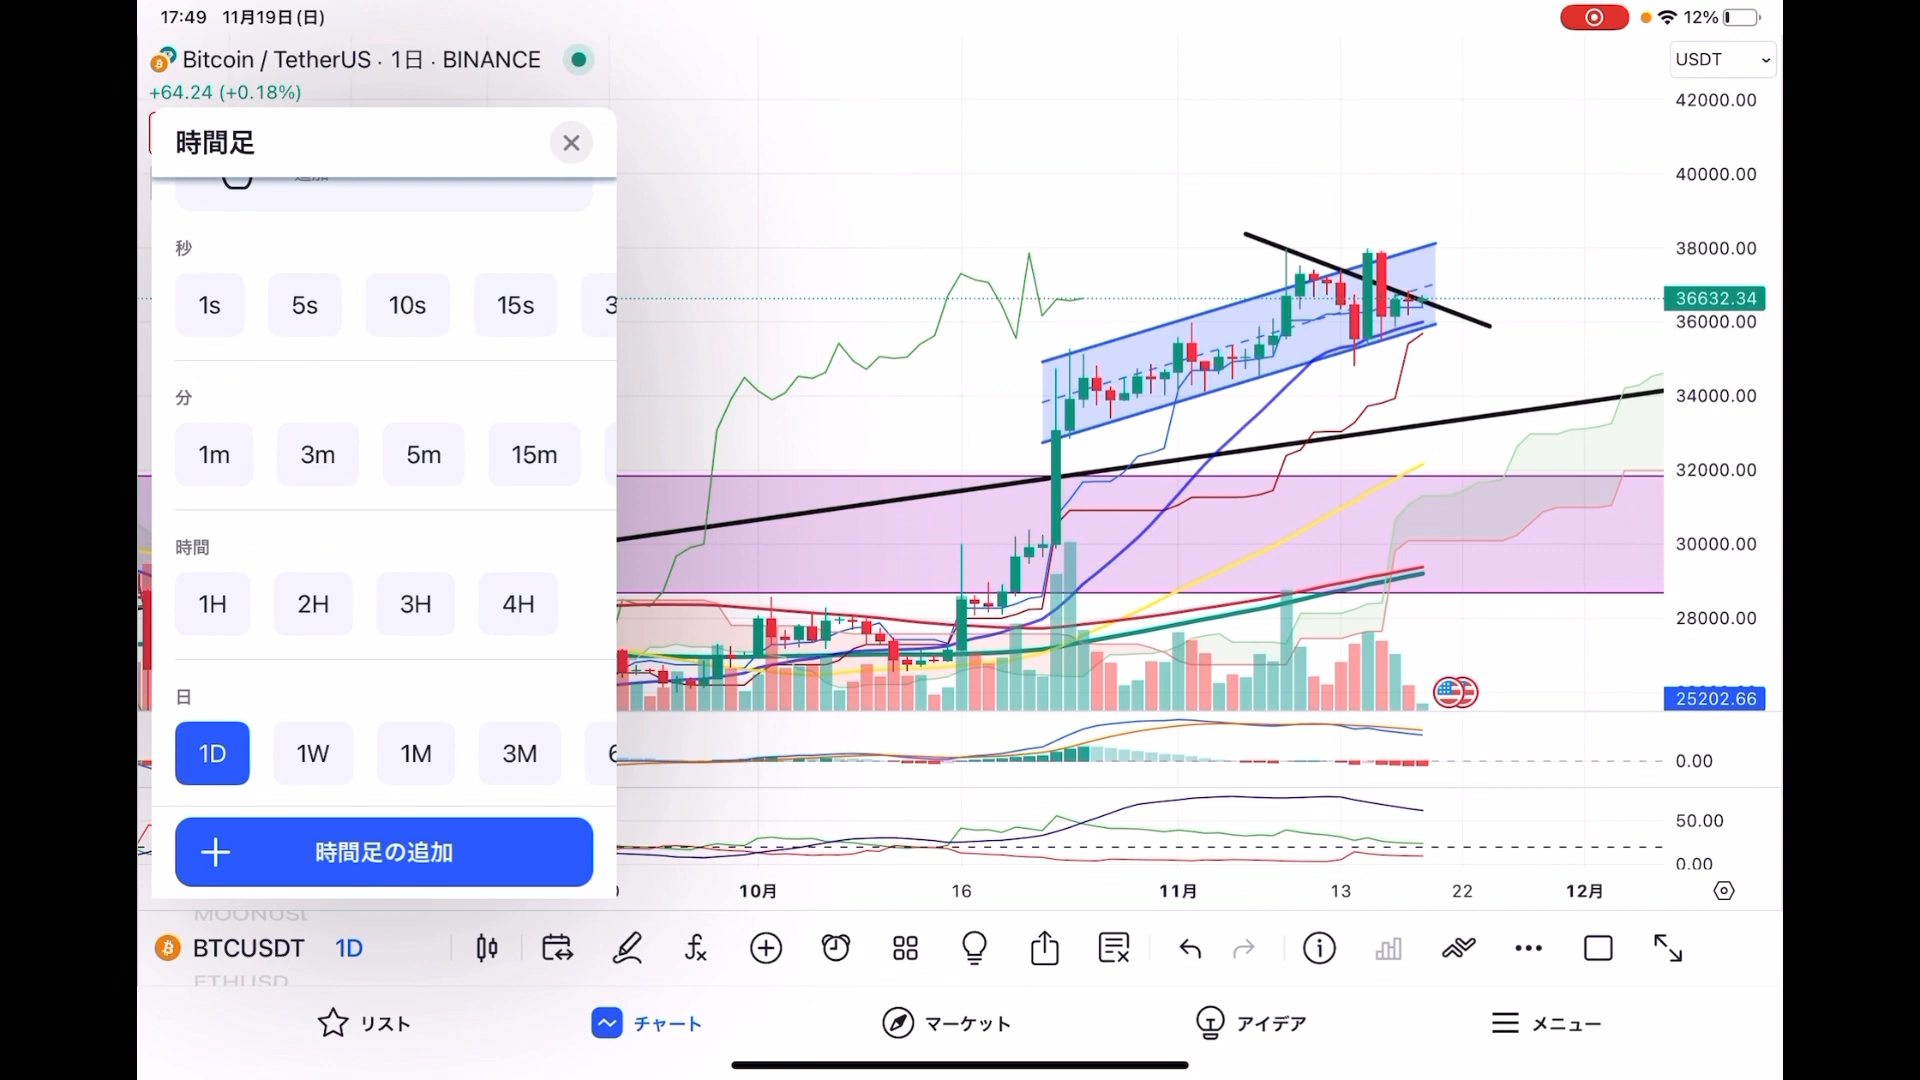 17:49 11月19日(日)
12%
Bitcoin / TetherUS · 1日 · BINANCE
USDT
+64.24 (+0.18%)
時間足
追加
秒
1s 5s 10s 15s
分
1m 3m 5m 15m
時間
1H 2H 3H 4H
日
1D 1W 1M 3M 6
時間足の追加
42000.00
40000.00
38000.00
36632.34
36000.00
34000.00
32000.00
30000.00
28000.00
25202.66
0.00
50.00
0.00
10月 16 11月 13 22 12月
MOONUSD
BTCUSDT 1D
ETHUSD
リスト チャート マーケット アイデア メニュー